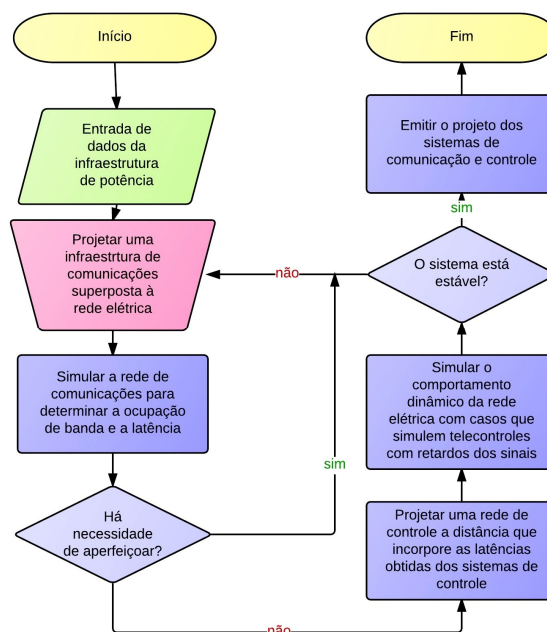 Início
Entrada de
dados da
infraestrutura
de potência
Projetar uma
infraestrtura de
comunicações
superposta à
rede elétrica
Simular a rede de
comunicações para
determinar a ocupação
de banda e a latência
Há
necessidade
de aperfeiçoar?
não
sim
não
Fim
Emitir o projeto dos
sistemas de
comunicação e controle
sim
O sistema está
estável?
Simular o
comportamento
dinâmico da rede
elétrica com casos que
simulem telecontroles
com retardos dos sinais
Projetar uma rede de
controle a distância que
incorpore as latências
obtidas dos sistemas de
controle